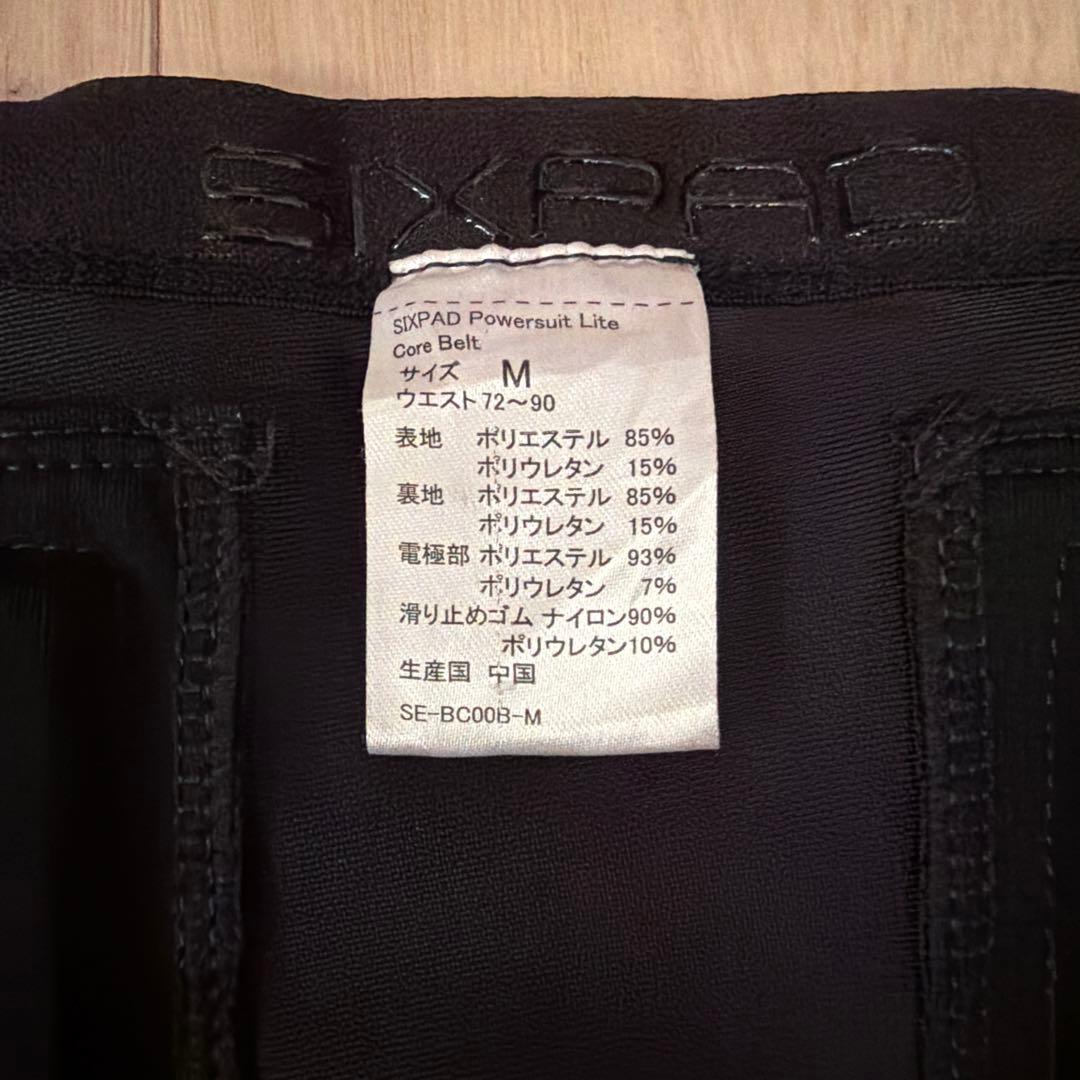 SIXPAD
SIXPAD Powersuit Lite
Core Belt
サイズ M
ウエスト 72～90
表地 ポリエステル 85%
ポリウレタン 15%
裏地 ポリエステル 85%
ポリウレタン 15%
電極部 ポリエステル 93%
ポリウレタン 7%
滑り止めゴム ナイロン90%
ポリウレタン10%
生産国 中国
SE-BC00B-M